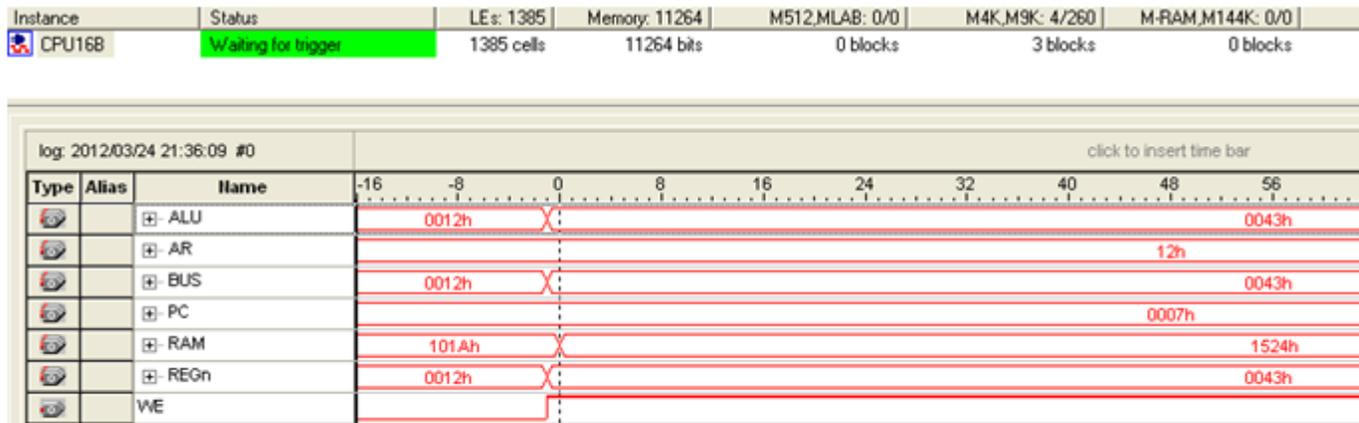 Instance Status LEs: 1385 Memory: 11264 M512,MLAB: 0/0 M4K,M9K: 4/260 M-RAM,M144K: 0/0
CPU16B Waiting for trigger 1385 cells 11264 bits 0 blocks 3 blocks 0 blocks
log: 2012/03/24 21:36:09 #0 click to insert time bar
Type Alias Name -16 -8 0 8 16 24 32 40 48 56
ALU 0012h 0043h
AR 12h
BUS 0012h 0043h
PC 0007h
RAM 101Ah 1524h
REGn 0012h 0043h
WE